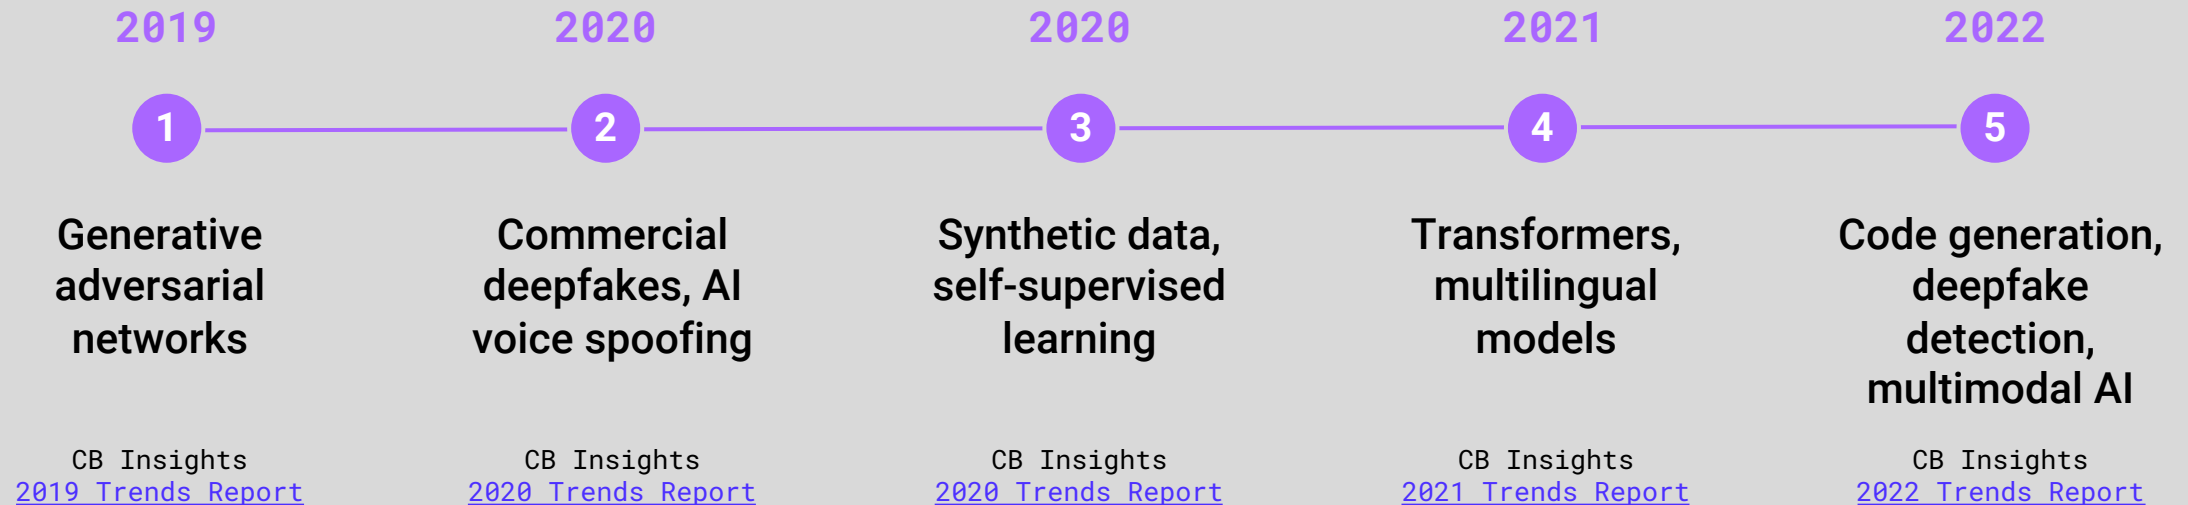 2019
1
Generative
adversarial
networks
CB Insights
2019 Trends Report
2020
2
Commercial
deepfakes, AI
voice spoofing
CB Insights
2020 Trends Report
2020
3
Synthetic data,
self-supervised
learning
CB Insights
2020 Trends Report
2021
4
Transformers,
multilingual
models
CB Insights
2021 Trends Report
2022
5
Code generation,
deepfake
detection,
multimodal AI
CB Insights
2022 Trends Report